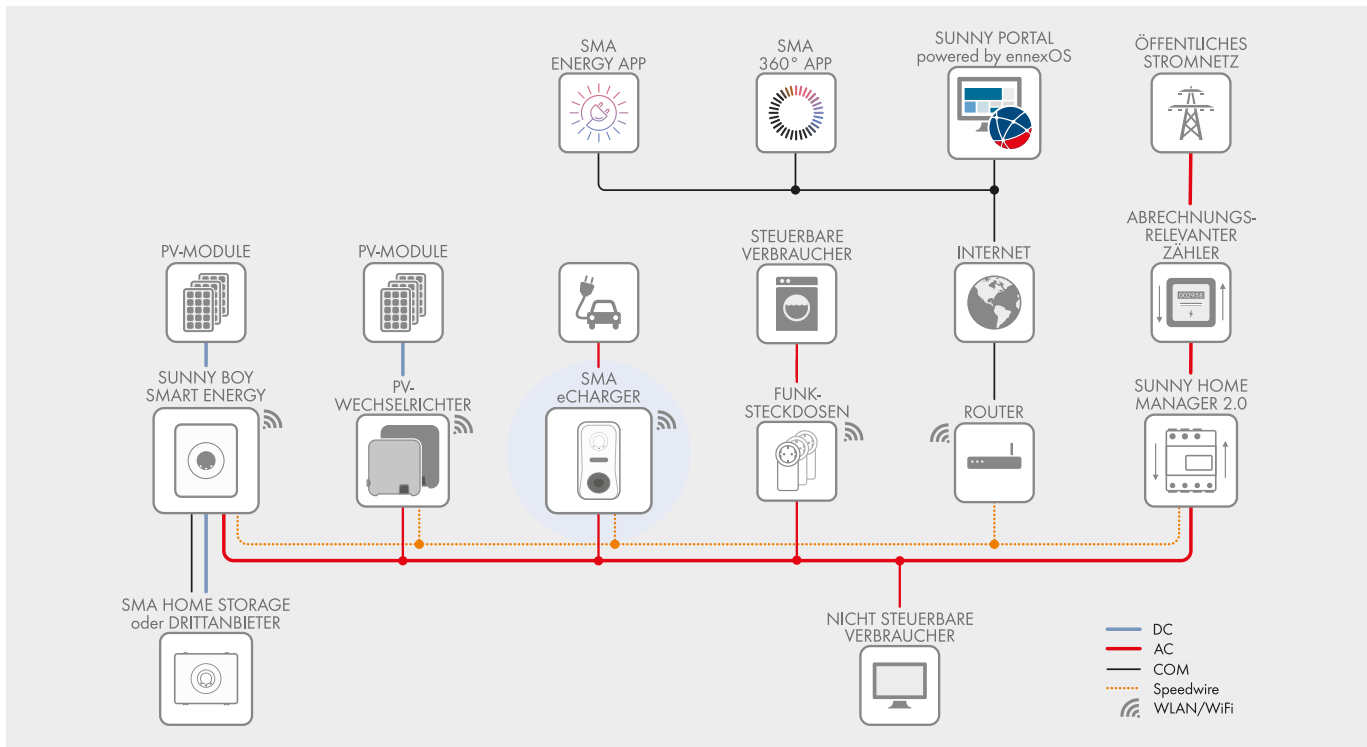 SMA
ENERGY APP
SMA
360° APP
SUNNY PORTAL
powered by ennexOS
ÖFFENTLICHES
STROMNETZ
PV-MODULE
PV-MODULE
STEUERBARE
VERBRAUCHER
INTERNET
ABRECHNUNGS-
RELEVANTER
ZÄHLER
SUNNY BOY
SMART ENERGY
PV-
WECHSELRICHTER
SMA
eCHARGER
FUNK-
STECKDOSEN
ROUTER
SUNNY HOME
MANAGER 2.0
SMA HOME STORAGE
oder DRITTANBIETER
NICHT STEUERBARE
VERBRAUCHER
DC
AC
COM
Speedwire
WLAN/WiFi